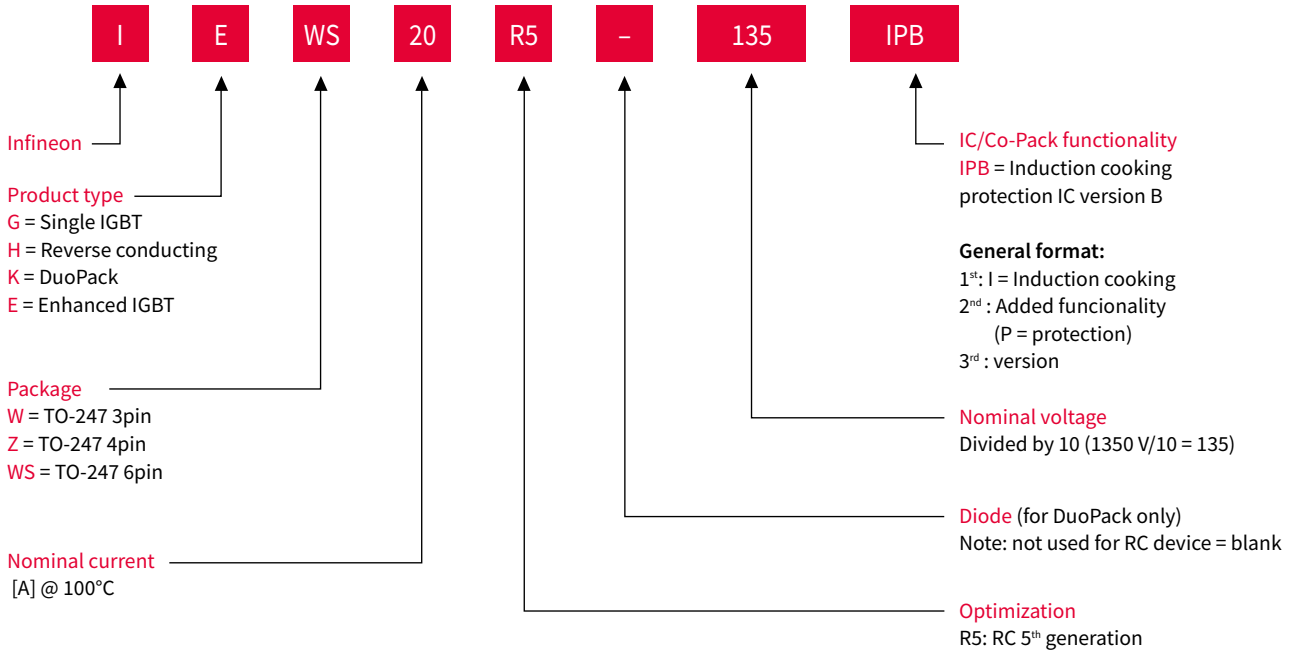 I E WS 20 R5 – 135 IPB
Infineon
Product type
G = Single IGBT
H = Reverse conducting
K = DuoPack
E = Enhanced IGBT
Package
W = TO-247 3pin
Z = TO-247 4pin
WS = TO-247 6pin
Nominal current
[A] @ 100°C
IC/Co-Pack functionality
IPB = Induction cooking
protection IC version B
General format:
1st: I = Induction cooking
2nd : Added funcionality
(P = protection)
3rd : version
Nominal voltage
Divided by 10 (1350 V/10 = 135)
Diode (for DuoPack only)
Note: not used for RC device = blank
Optimization
R5: RC 5th generation